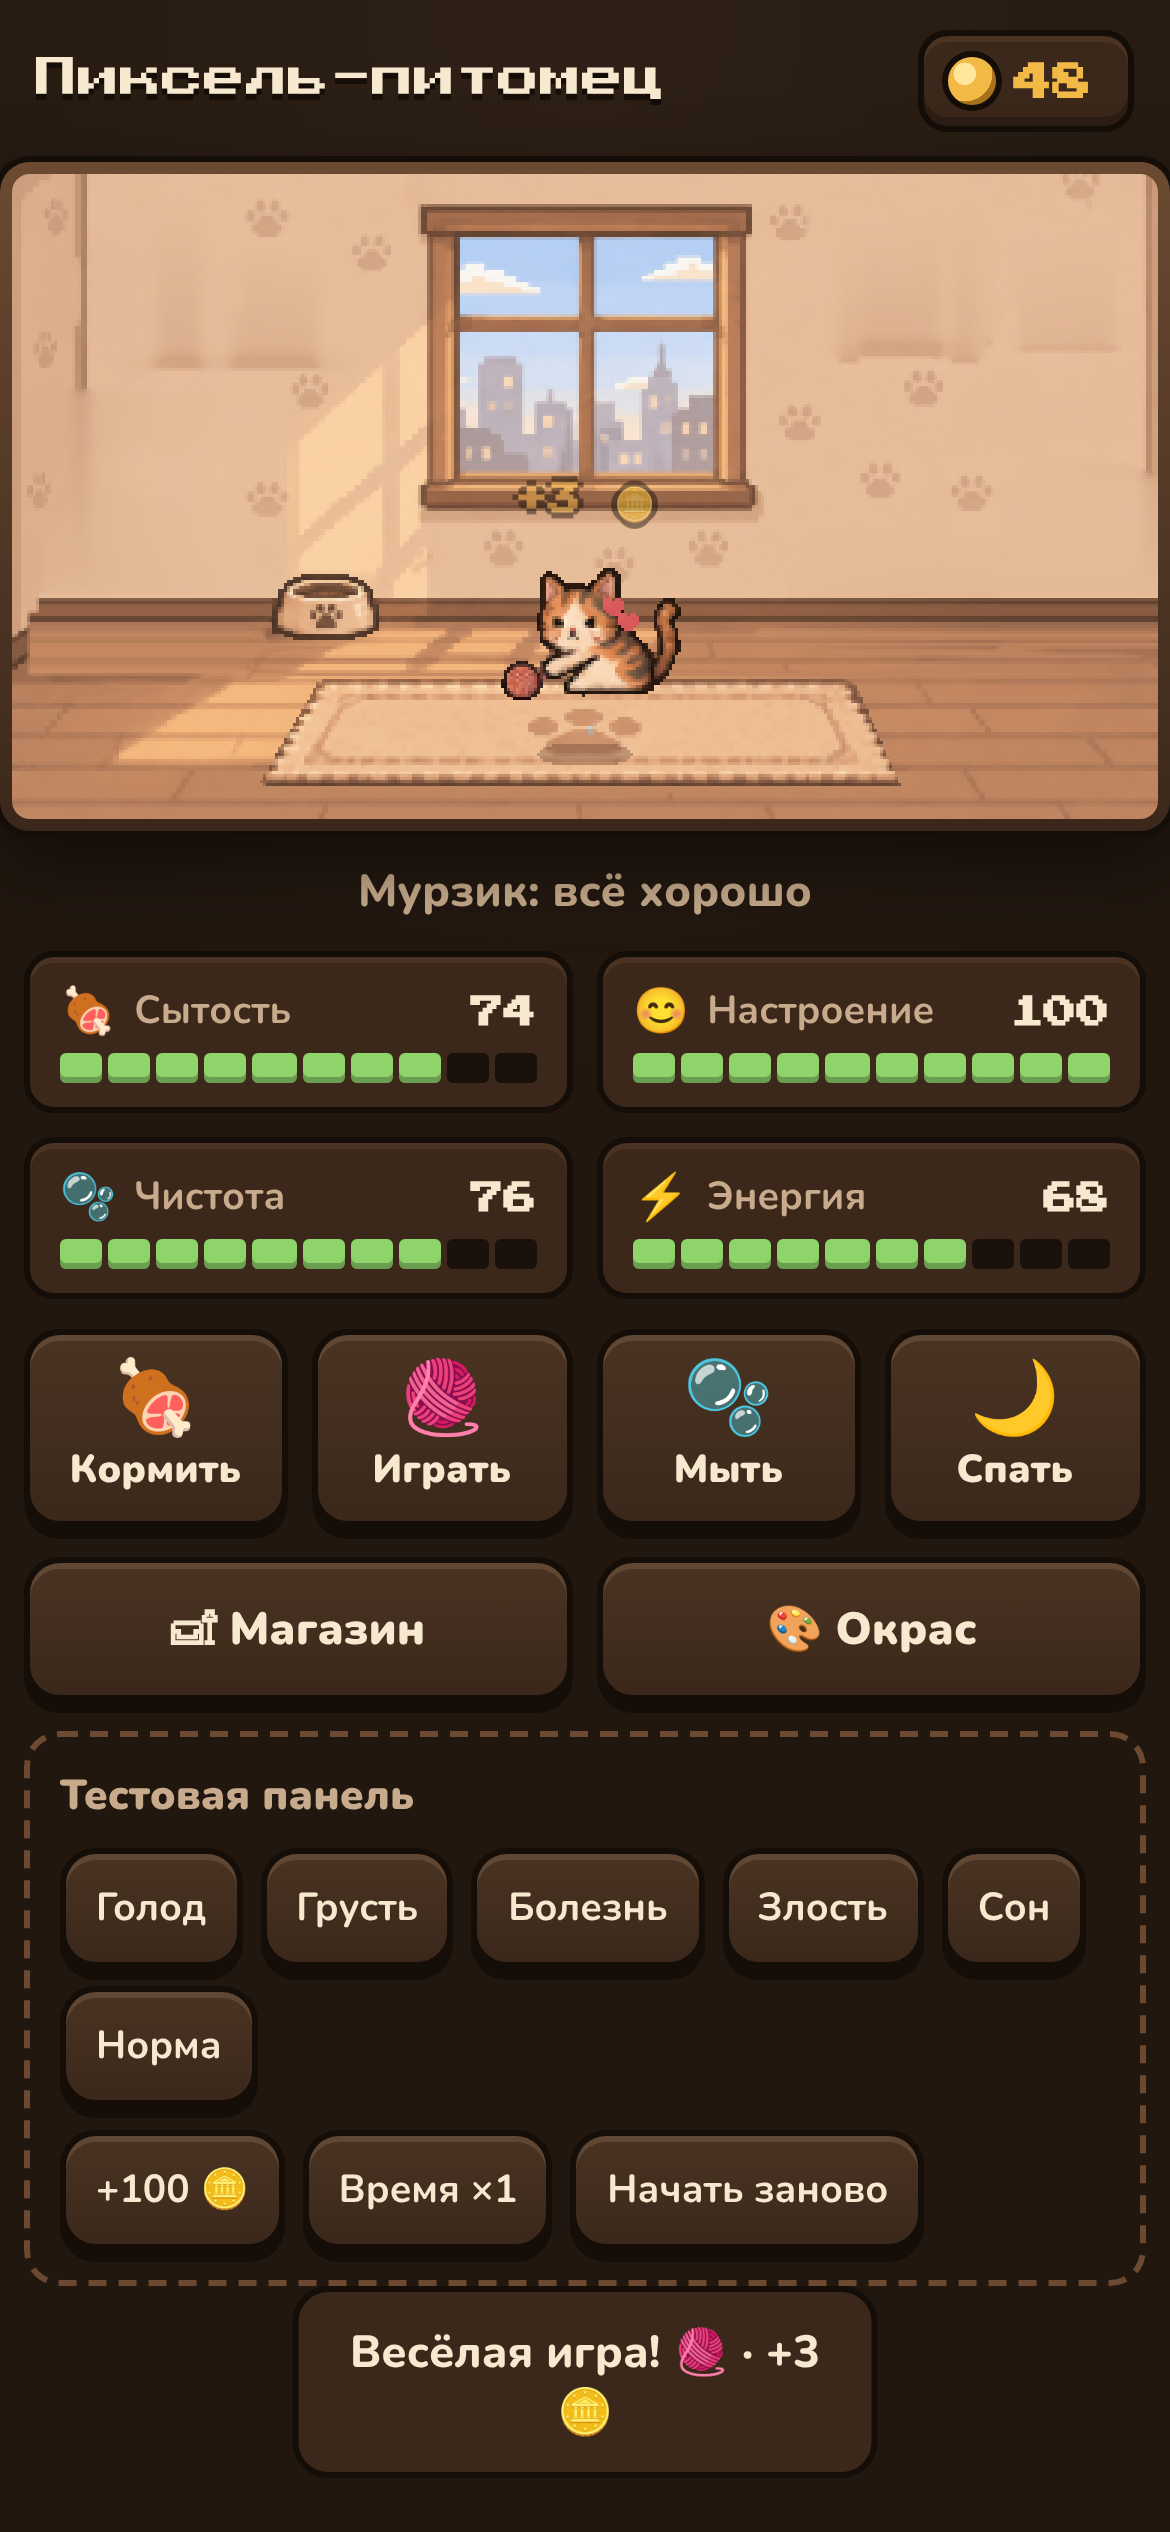 Пиксель-питомец
48
+3 🪙
Мурзик: всё хорошо
🍖 Сытость 74
😊 Настроение 100
🫧 Чистота 76
⚡ Энергия 68
Кормить
Играть
Мыть
Спать
🛋 Магазин
🎨 Окрас
Тестовая панель
Голод
Грусть
Болезнь
Злость
Сон
Норма
+100 🪙
Время ×1
Начать заново
Весёлая игра! 🧶 · +3
🪙